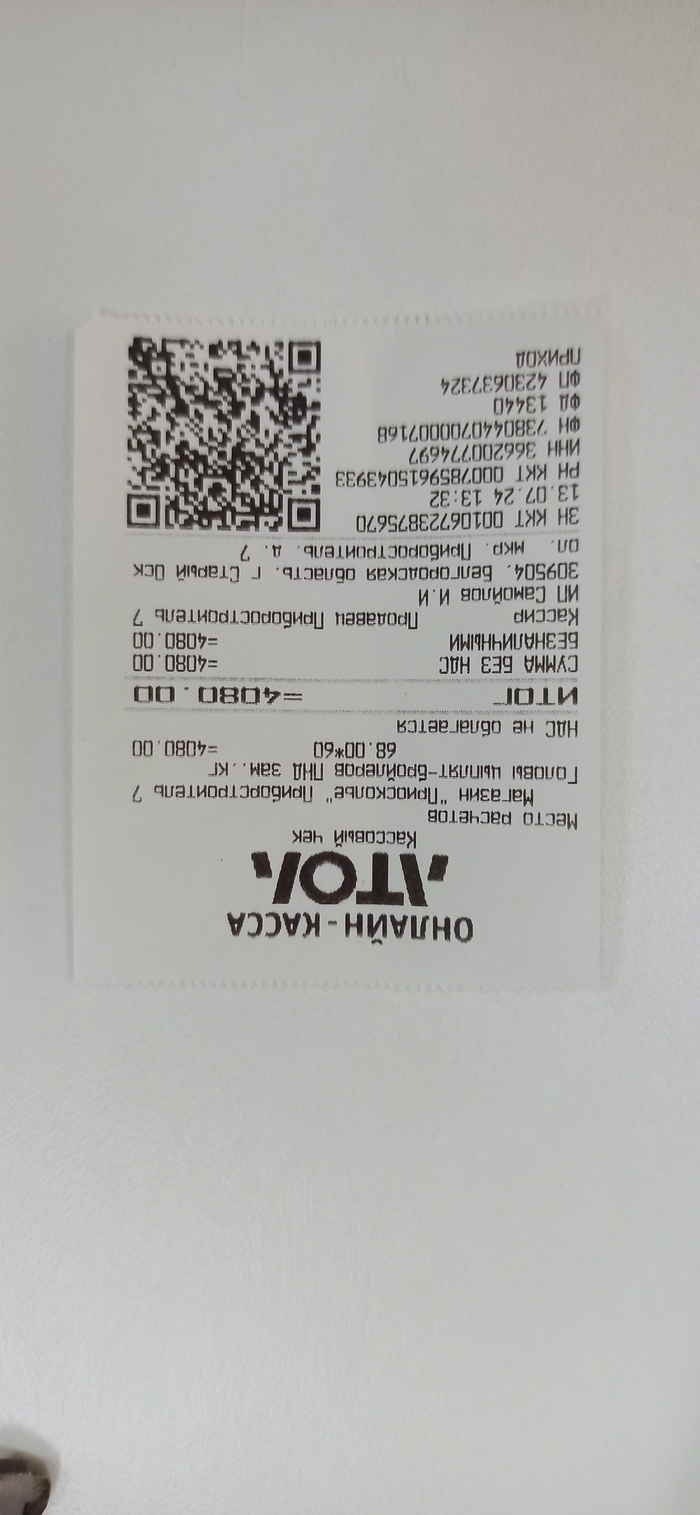 ОНЛАЙН-КАССА
АТОЛ
Кассовый чек
Место расчетов
Магазин "Приосколье" Приборстроитель 7
Головы цыплят-бройлеров ПНД зам...кг
68.00*60 =4080.00
НДС не облагается
ИТОГ =4080.00
СУММА БЕЗ НДС =4080.00
БЕЗНАЛИЧНЫМИ =4080.00
Кассир Продавец Приборостроитель 7
ИП Самойлов И.И
309504. Белгородская область. г Старый Оск
ол. мкр. Приборостроитель. д. 7
ЗН ККТ 00106723875670
13.07.24 13:32
РН ККТ 0007859615043933
ИНН 366200774697
ФН 7380440700007168
ФД 13440
ФП 4230637324
ПРИХОД